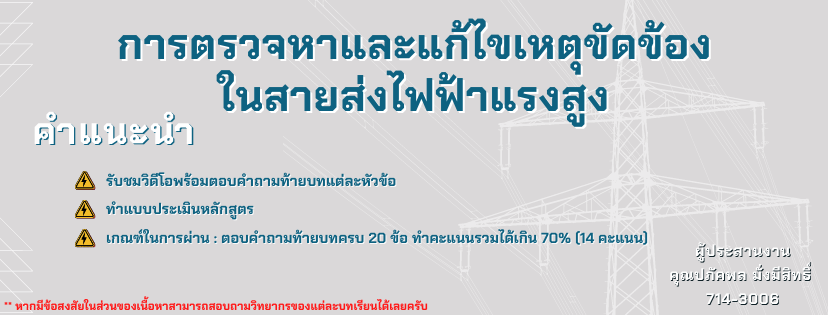 การตรวจหาและแก้ไขเหตุขัดข้อง
ในสายส่งไฟฟ้าแรงสูง
คำแนะนำ
รับชมวิดีโอพร้อมตอบคำถามท้ายบทแต่ละหัวข้อ
ทำแบบประเมินหลักสูตร
เกณฑ์ในการผ่าน : ตอบคำถามท้ายบทครบ 20 ข้อ ทำคะแนนรวมได้เกิน 70% (14 คะแนน)
ผู้ประสานงาน
คุณปภัคพล มั่งมีสิทธิ์
714-3006
** หากมีข้อสงสัยในส่วนของเนื้อหาสามารถสอบถามวิทยากรของแต่ละบทเรียนได้เลยครับ